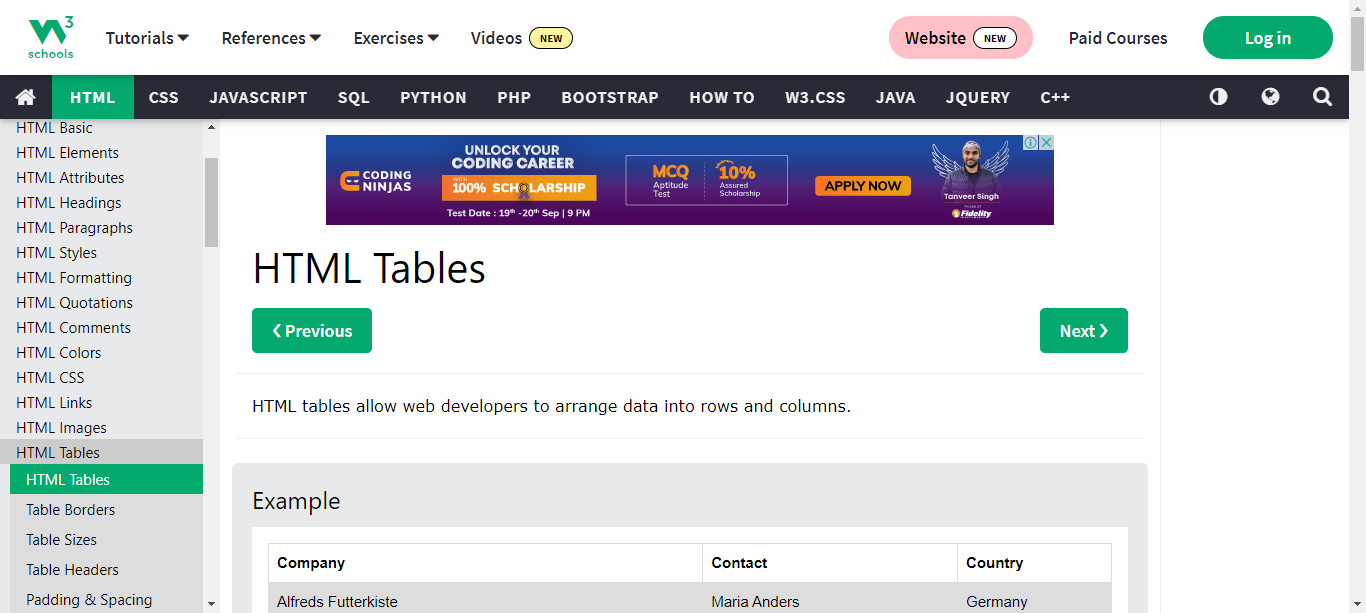 W3 schools
Tutorials References Exercises Videos NEW Website NEW Paid Courses Log in
HTML CSS JAVASCRIPT SQL PYTHON PHP BOOTSTRAP HOW TO W3.CSS JAVA JQUERY C++
HTML Basic
HTML Elements
HTML Attributes
HTML Headings
HTML Paragraphs
HTML Styles
HTML Formatting
HTML Quotations
HTML Comments
HTML Colors
HTML CSS
HTML Links
HTML Images
HTML Tables
HTML Tables
Table Borders
Table Sizes
Table Headers
Padding & Spacing
CODING NINJAS
UNLOCK YOUR
CODING CAREER
WITH
100% SCHOLARSHIP
Test Date : 19th -20th Sep | 9 PM
MCQ
Aptitude
Test
10%
Assured
Scholarship
APPLY NOW
Tanveer Singh
Fidelity
HTML Tables
❮ Previous
Next ❯
HTML tables allow web developers to arrange data into rows and columns.
Example
Company Contact Country
Alfreds Futterkiste Maria Anders Germany